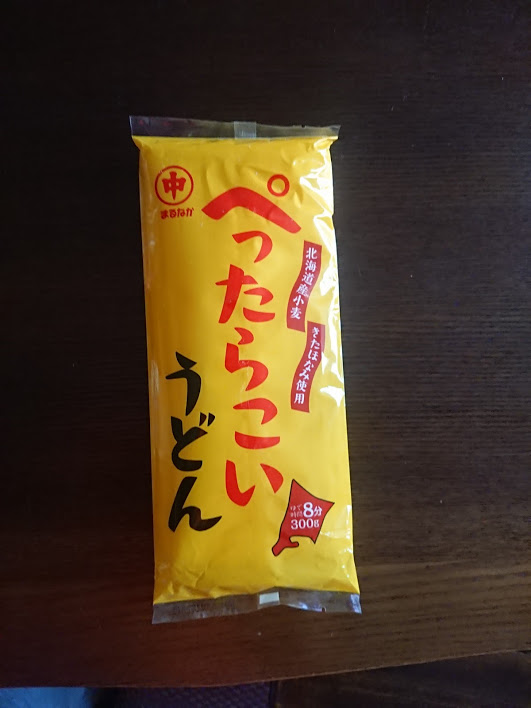 中
まるなか
ぺったらこい
うどん
北海道産小麦
きたほなみ使用
ゆで時間8分
300g